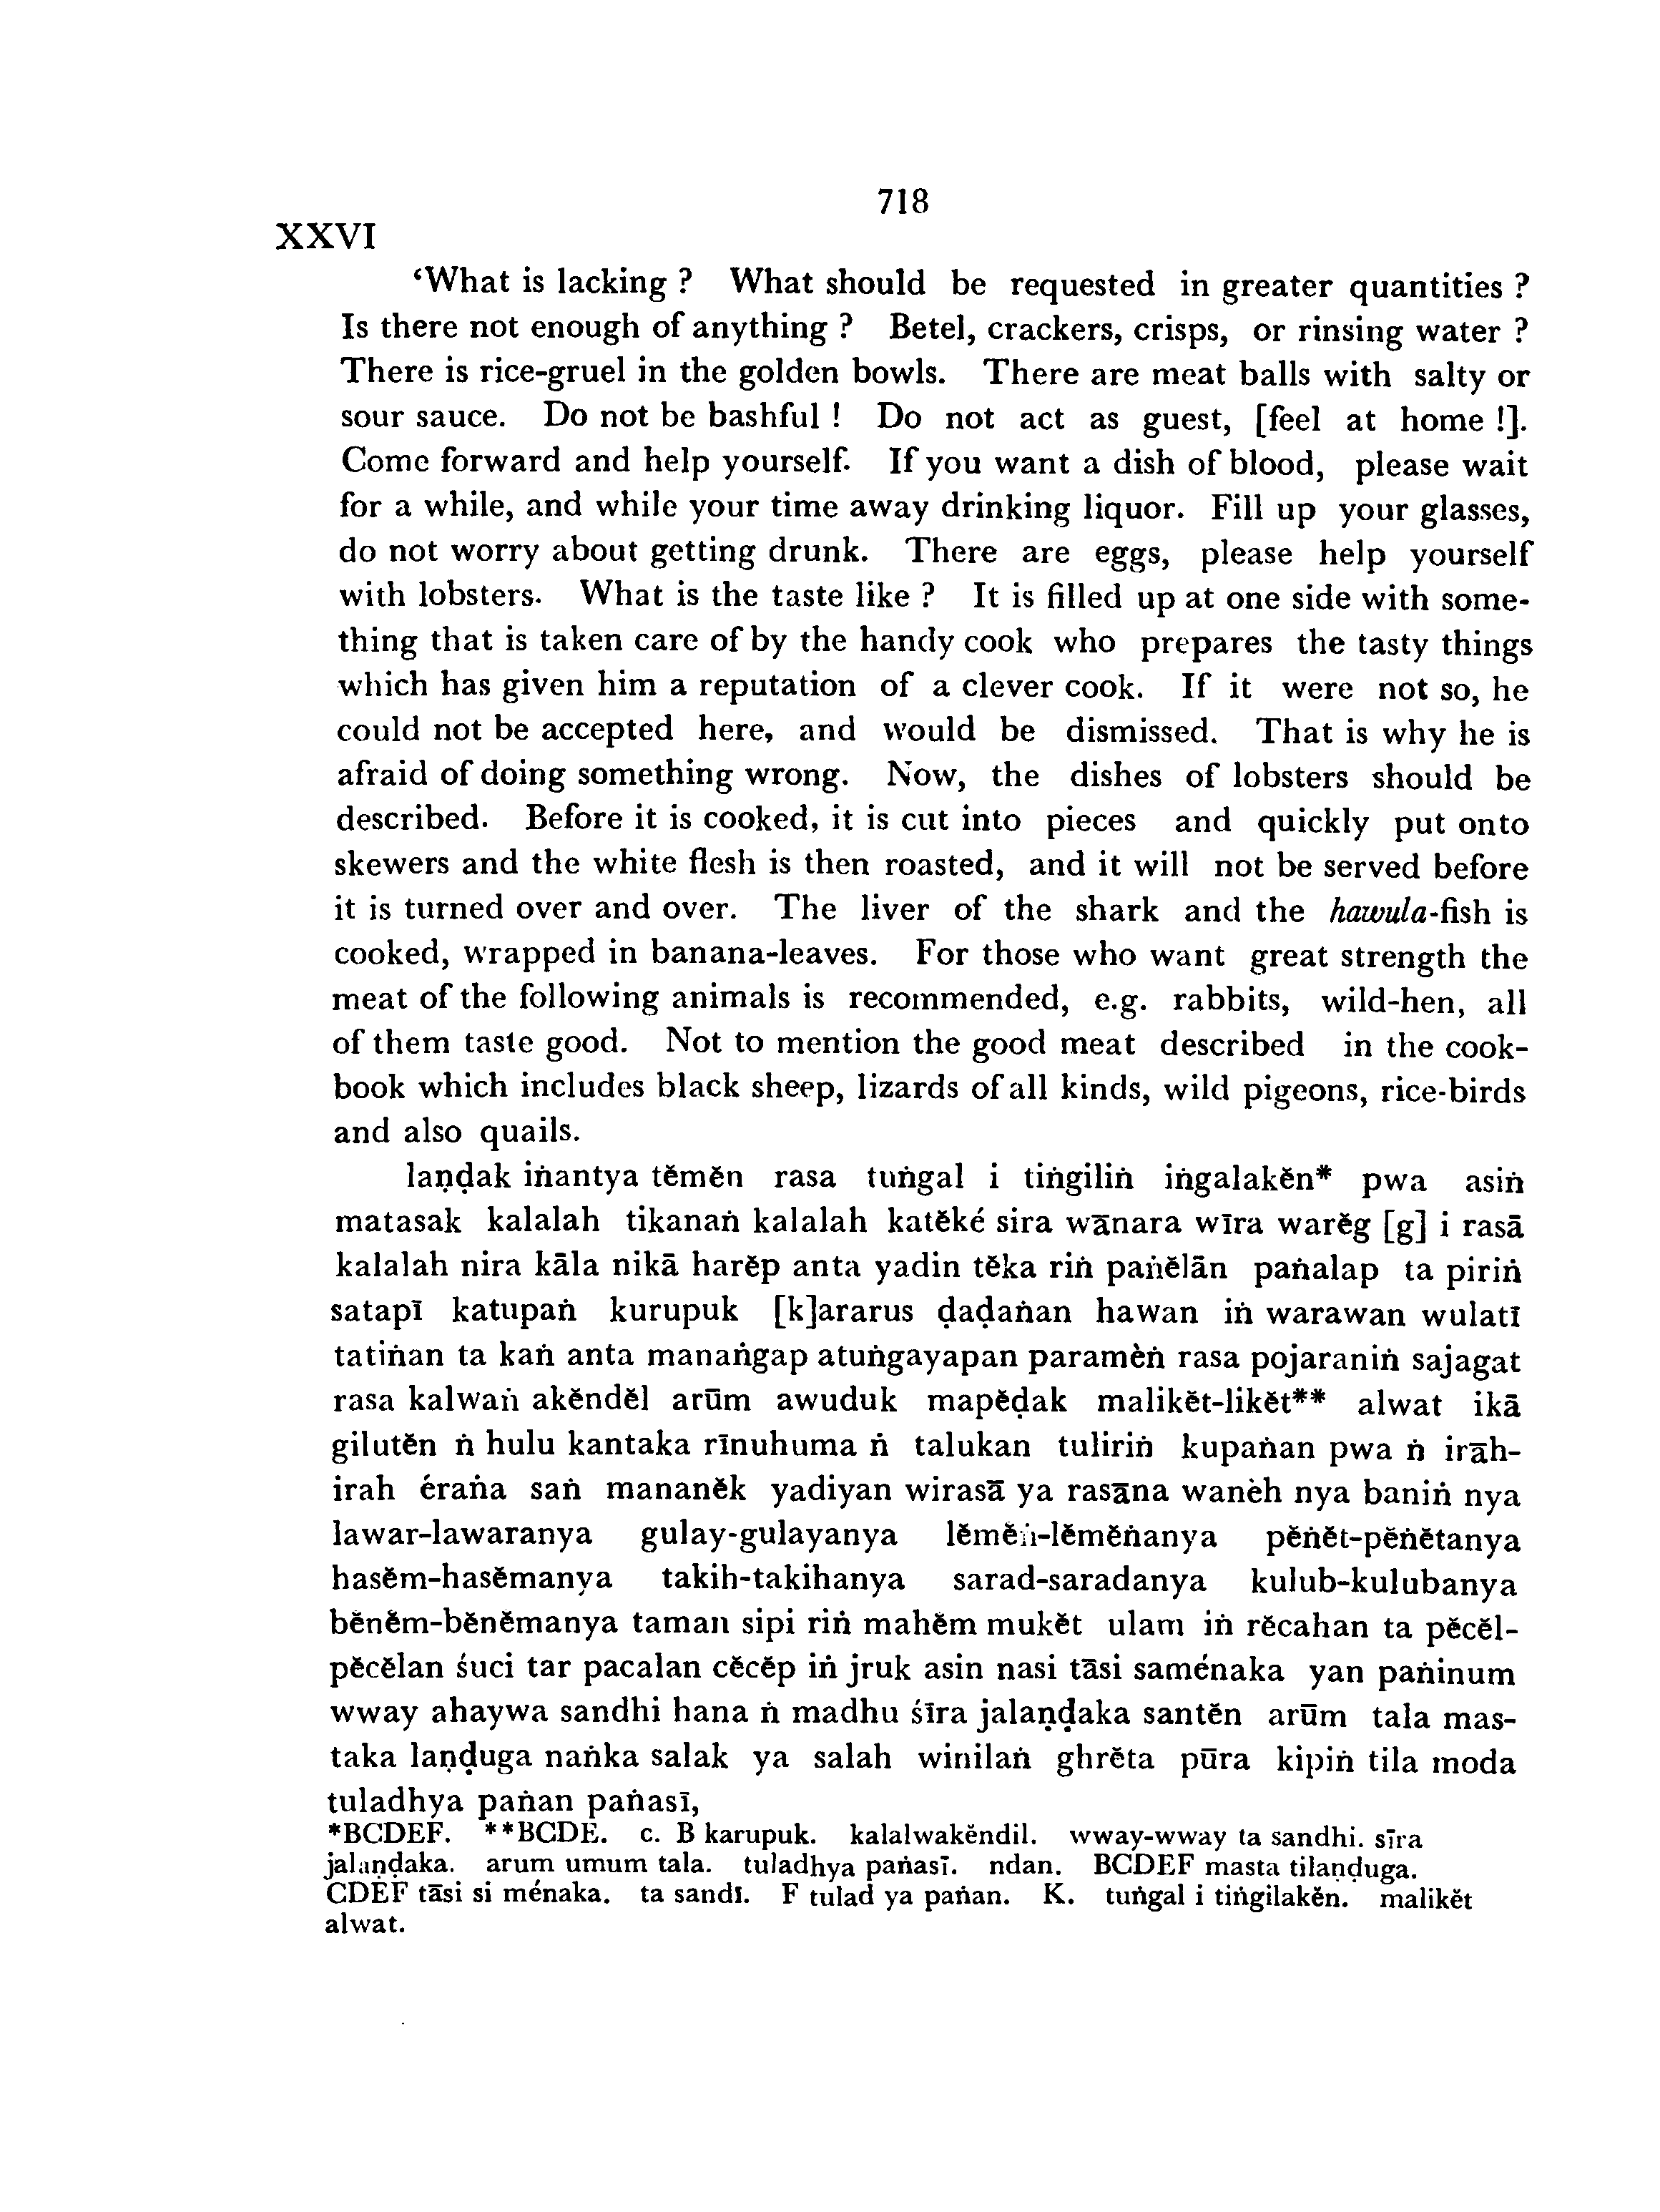 718
XXVI
‘What is lacking ? What should be requested in greater quantities ?
Is there not enough of anything ? Betel, crackers, crisps, or rinsing water ?
There is rice-gruel in the golden bowls. There are meat balls with salty or
sour sauce. Do not be bashful ! Do not act as guest, [feel at home !].
Come forward and help yourself. If you want a dish of blood, please wait
for a while, and while your time away drinking liquor. Fill up your glasses,
do not worry about getting drunk. There are eggs, please help yourself
with lobsters. What is the taste like ? It is filled up at one side with some-
thing that is taken care of by the handy cook who prepares the tasty things
which has given him a reputation of a clever cook. If it were not so, he
could not be accepted here, and would be dismissed. That is why he is
afraid of doing something wrong. Now, the dishes of lobsters should be
described. Before it is cooked, it is cut into pieces and quickly put onto
skewers and the white flesh is then roasted, and it will not be served before
it is turned over and over. The liver of the shark and the hawula-fish is
cooked, wrapped in banana-leaves. For those who want great strength the
meat of the following animals is recommended, e.g. rabbits, wild-hen, all
of them taste good. Not to mention the good meat described in the cook-
book which includes black sheep, lizards of all kinds, wild pigeons, rice-birds
and also quails.
laṇḍak iṅantya tĕmĕn rasa tuṅgal i tiṅgiliṅ iṅgalakĕn* pwa asiṅ
matasak kalalah tikanaṅ kalalah katĕké sira wānara wīra warĕg [g] i rasā
kalalah nira kāla nikā harĕp anta yadin tĕka riṅ paṅĕlān paṅalap ta piriṅ
satapī katupaṅ kurupuk [k]ararus ḍaḍaṅan hawan iṅ warawan wulatī
tatiṅan ta kaṅ anta manaṅgap atuṅgayapan paramèṅ rasa pojaraniṅ sajagat
rasa kalwaṅ akĕndĕl arūm awuduk mapĕḍak malikĕt-likĕt** alwat ikā
gilutĕn ṅ hulu kantaka rīnuhuma ṅ talukan tuliriṅ kupaṅan pwa ṅ irāh-
irah éraṅa saṅ mananĕk yadiyan wirasā ya rasāna wanèh nya baniṅ nya
lawar-lawaranya gulay-gulayanya lĕmĕṅ-lĕmĕṅanya pĕṅĕt-pĕṅĕtanya
hasĕm-hasĕmanya takih-takihanya sarad-saradanya kulub-kulubanya
bĕnĕm-bĕnĕmanya taman sipi riṅ mahĕm mukĕt ulam iṅ rĕcahan ta pĕcĕl-
pĕcĕlan śuci tar pacalan cĕcĕp iṅ jruk asin nasi tāsi saménaka yan paṅinum
wway ahaywa sandhi hana ṅ madhu śīra jalaṇḍaka santĕn arūm tala mas-
taka laṇḍuga naṅka salak ya salah winilaṅ ghrĕta pūra kipiṅ tila moda
tuladhya paṅan paṅasī,
*BCDEF. **BCDE. c. B karupuk. kalalwakĕndil. wway-wway ta sandhi. sīra
jalaṇḍaka. arum umum tala. tuladhya paṅasī. ndan. BCDEF masta tilaṇḍuga.
CDEF tāsi si ménaka. ta sandi. F tulad ya paṅan. K. tuṅgal i tiṅgilakĕn. malikĕt
alwat.